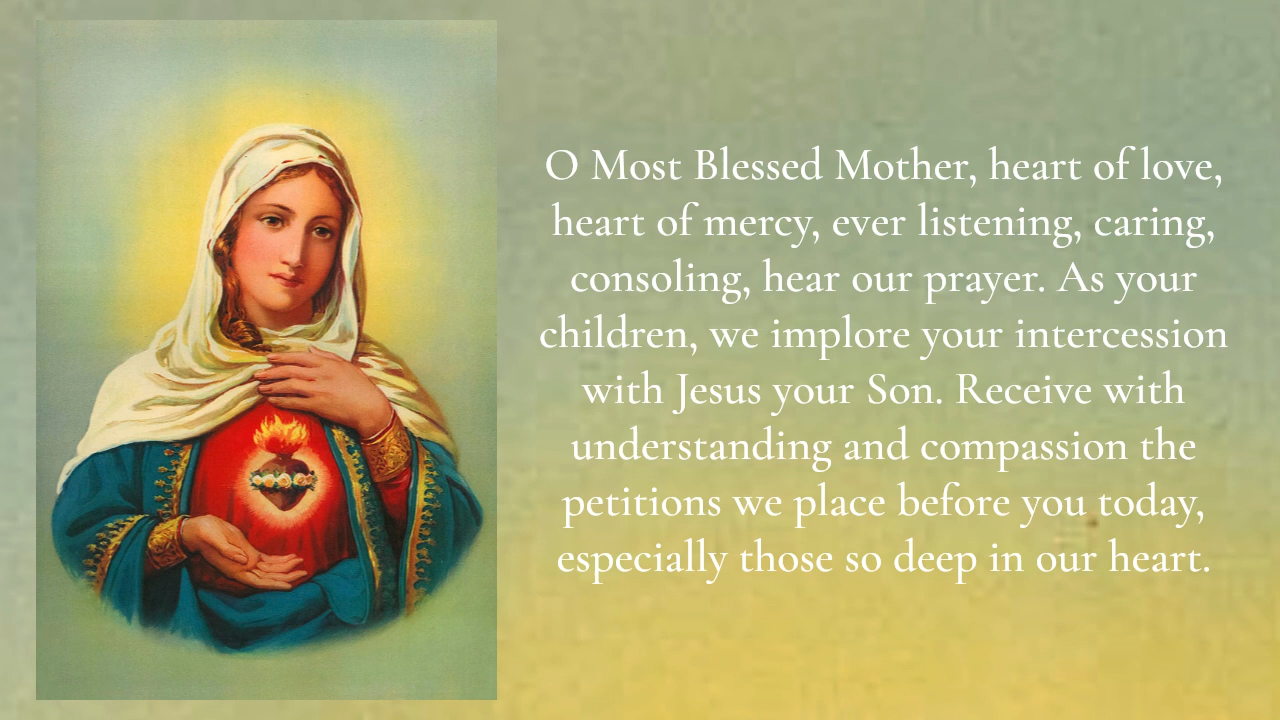 O Most Blessed Mother, heart of love,
heart of mercy, ever listening, caring,
consoling, hear our prayer. As your
children, we implore your intercession
with Jesus your Son. Receive with
understanding and compassion the
petitions we place before you today,
especially those so deep in our heart.